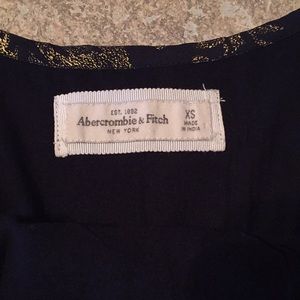 EST. 1892
Abercrombie & Fitch
NEW YORK
XS
MADE
IN INDIA